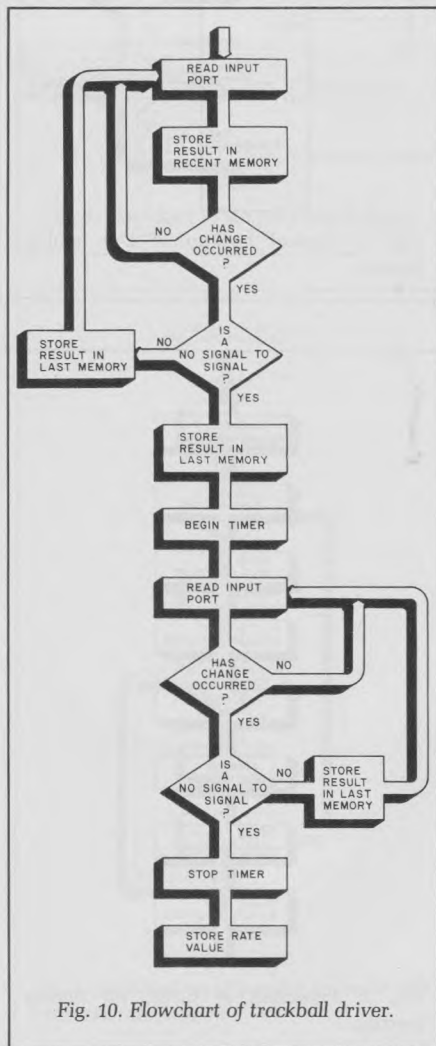 READ INPUT
PORT
STORE
RESULT IN
RECENT MEMORY
NO
HAS
CHANGE
OCCURRED
?
YES
STORE
RESULT IN
LAST MEMORY
NO
IS
A
NO SIGNAL TO
SIGNAL
?
YES
STORE
RESULT IN
LAST MEMORY
BEGIN TIMER
READ INPUT
PORT
HAS
CHANGE
OCCURRED
?
NO
YES
IS
A
NO SIGNAL TO
SIGNAL
?
NO
STORE
RESULT
IN LAST
MEMORY
YES
STOP TIMER
STORE RATE
VALUE
Fig. 10. Flowchart of trackball driver.